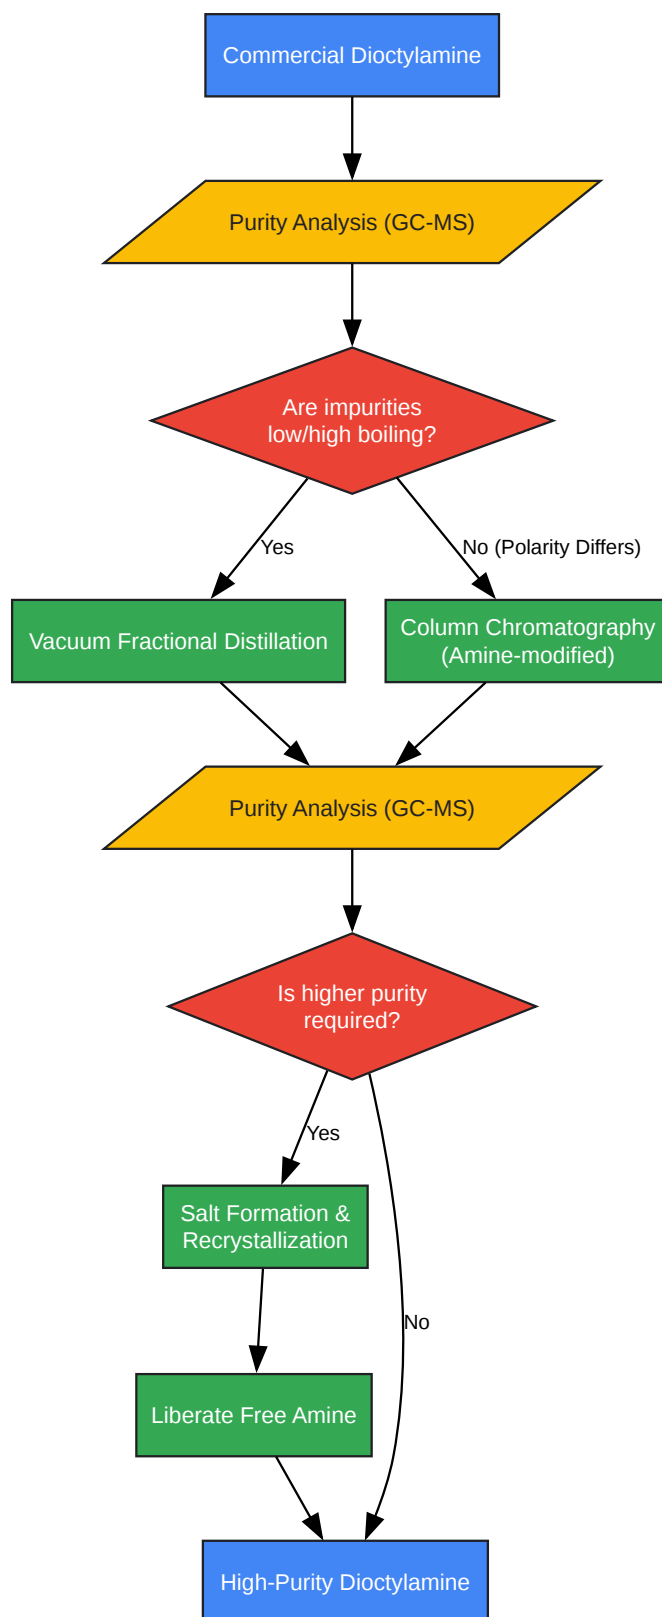 Commercial Dioctylamine
Purity Analysis (GC-MS)
Are impurities
low/high boiling?
Yes
No (Polarity Differs)
Vacuum Fractional Distillation
Column Chromatography
(Amine-modified)
Purity Analysis (GC-MS)
Is higher purity
required?
Yes
Salt Formation &
Recrystallization
No
Liberate Free Amine
High-Purity Dioctylamine